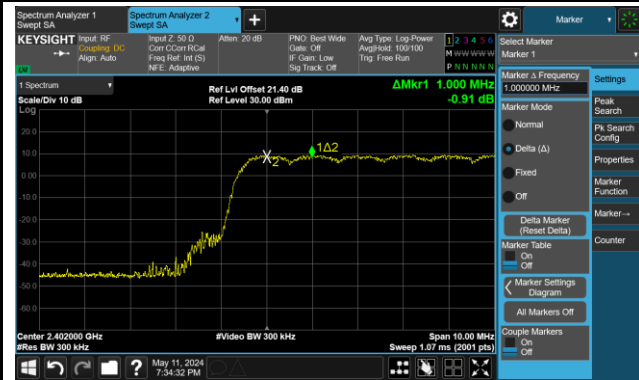 Spectrum Analyzer 1
Swept SA
Spectrum Analyzer 2
Swept SA
Marker
KEYSIGHT
Input: RF
Coupling: DC
Align: Auto
Input Z: 50 Ω
Corr CCorr RCal
Freq Ref: Int (S)
NFE: Adaptive
Atten: 20 dB
PNO: Best Wide
Gate: Off
IF Gain: Low
Sig Track: Off
Avg Type: Log-Power
Avg|Hold: 100/100
Trig: Free Run
1 2 3 4 5 6
M W W W W W
P N N N N N
Select Marker
Marker 1
1 Spectrum
Scale/Div 10 dB
Log
Ref Lvl Offset 21.40 dB
Ref Level 30.00 dBm
ΔMkr1 1.000 MHz
-0.91 dB
20.0
10.0
0.00
-10.0
-20.0
-30.0
-40.0
-50.0
-60.0
1Δ2
2
Center 2.402000 GHz
#Res BW 300 kHz
#Video BW 300 kHz
Span 10.00 MHz
Sweep 1.07 ms (2001 pts)
Marker Δ Frequency
1.000000 MHz
Marker Mode
Normal
Delta (Δ)
Fixed
Off
Delta Marker
(Reset Delta)
Marker Table
On
Off
Marker Settings
Diagram
All Markers Off
Couple Markers
On
Off
Settings
Peak
Search
Pk Search
Config
Properties
Marker
Function
Marker→
Counter
May 11, 2024
7:34:32 PM